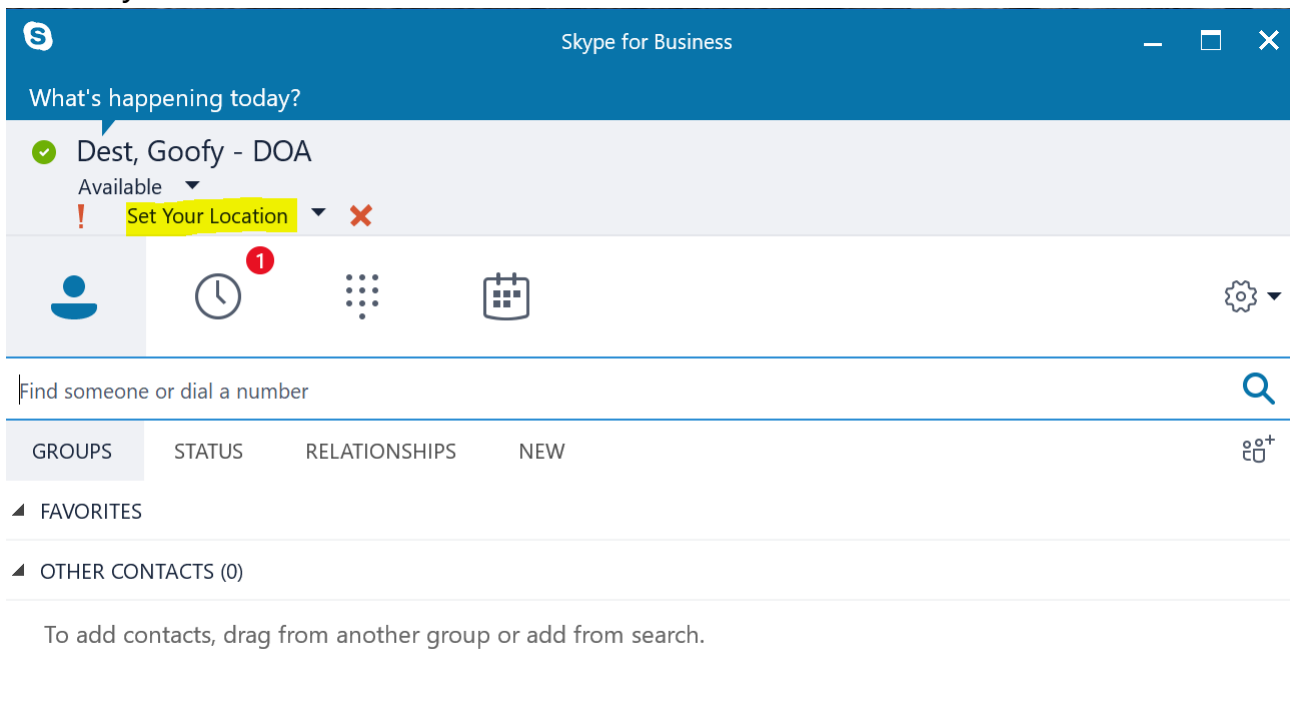 Skype for Business
What's happening today?
Dest, Goofy - DOA
Available
! Set Your Location
1
Find someone or dial a number
GROUPS STATUS RELATIONSHIPS NEW
FAVORITES
OTHER CONTACTS (0)
To add contacts, drag from another group or add from search.